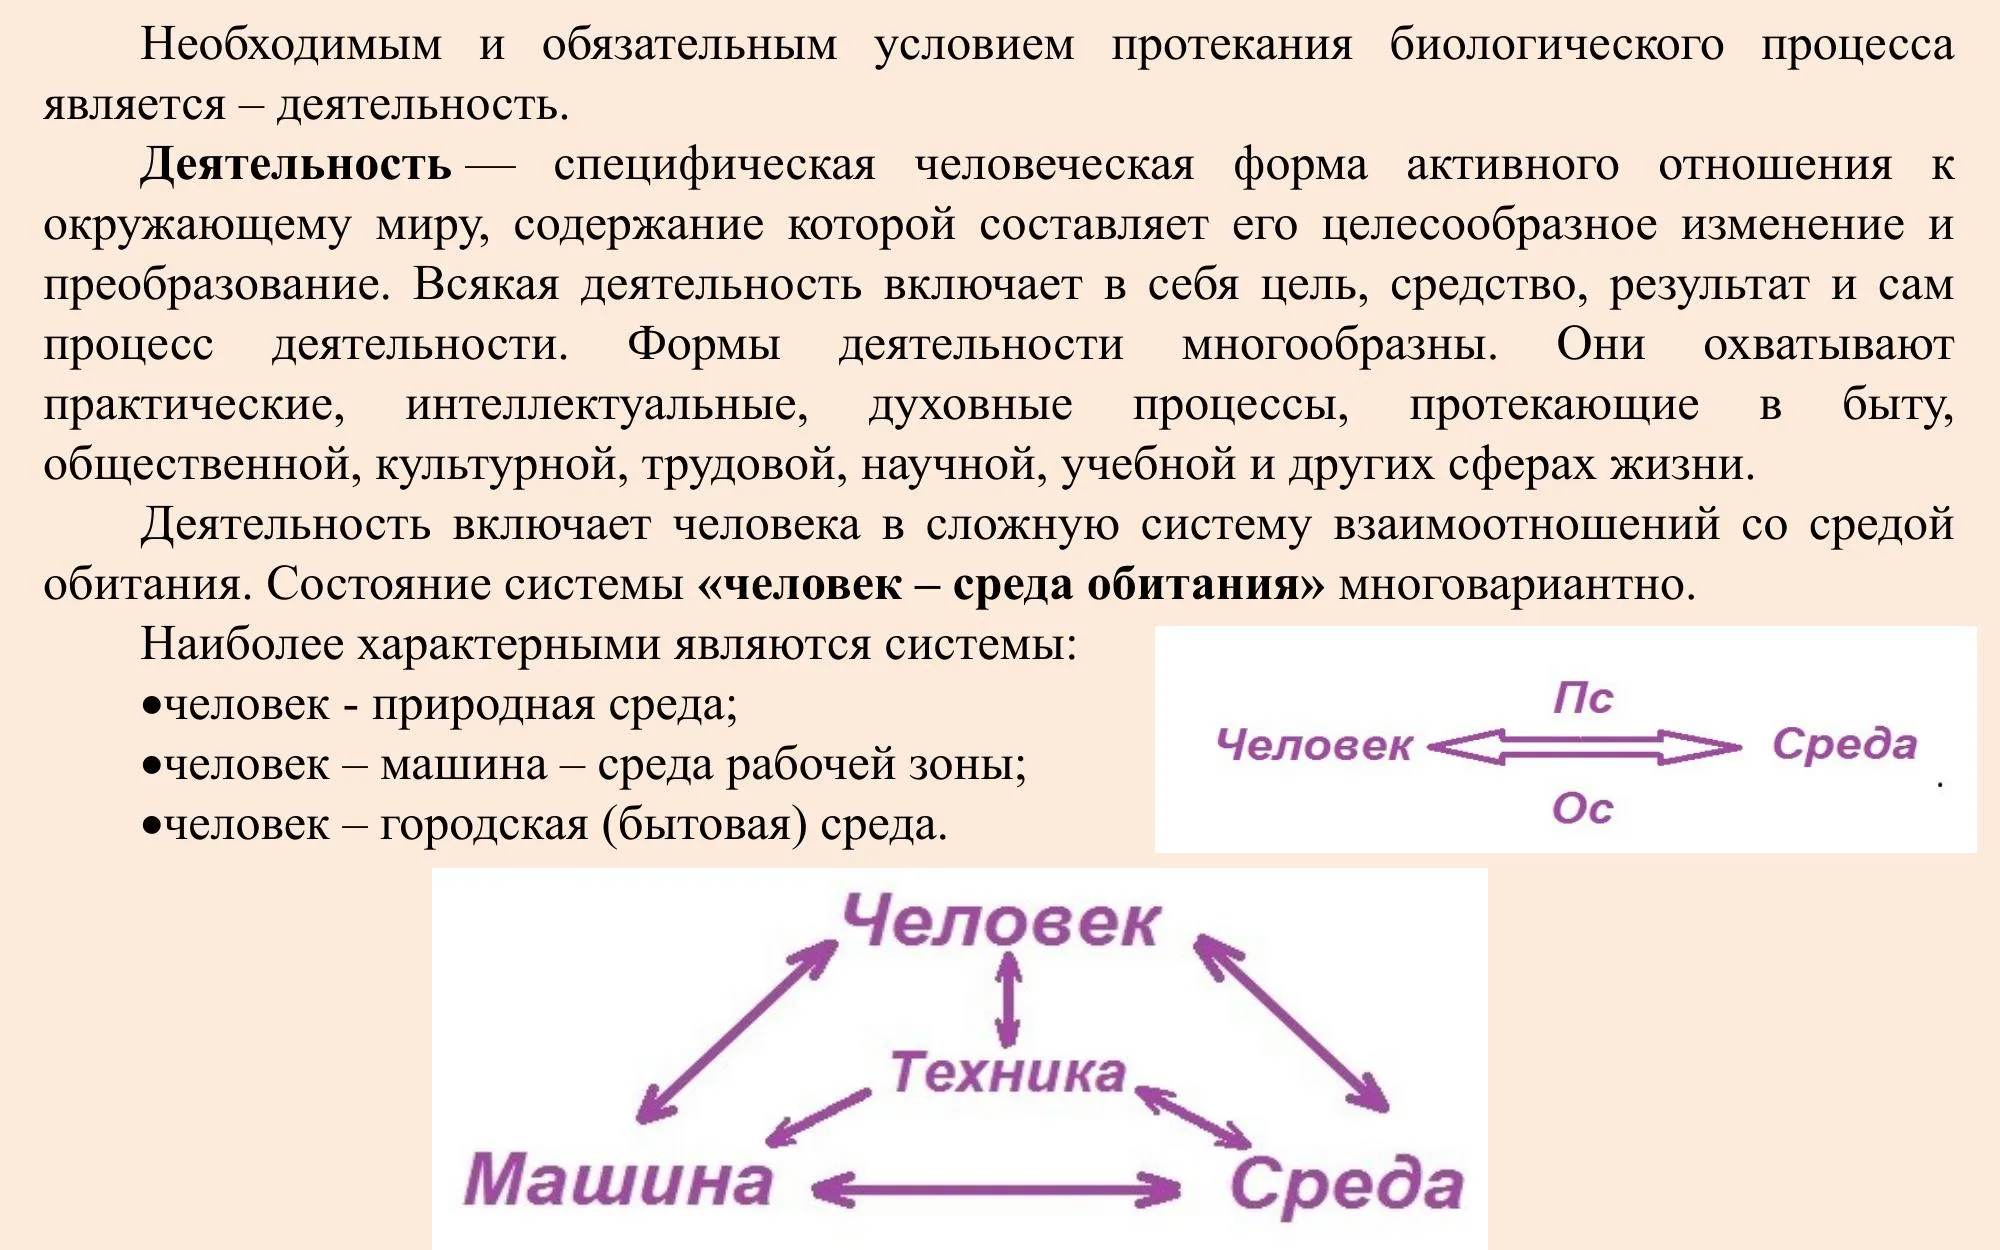 Необходимым и обязательным условием протекания биологического процесса
является – деятельность.
Деятельность — специфическая человеческая форма активного отношения к
окружающему миру, содержание которой составляет его целесообразное изменение и
преобразование. Всякая деятельность включает в себя цель, средство, результат и сам
процесс деятельности. Формы деятельности многообразны. Они охватывают
практические, интеллектуальные, духовные процессы, протекающие в быту,
общественной, культурной, трудовой, научной, учебной и других сферах жизни.
Деятельность включает человека в сложную систему взаимоотношений со средой
обитания. Состояние системы «человек – среда обитания» многовариантно.
Наиболее характерными являются системы:
•человек - природная среда;
•человек – машина – среда рабочей зоны;
•человек – городская (бытовая) среда.
Пс
Человек Среда
.
Ос
Человек
Техника
Машина Среда